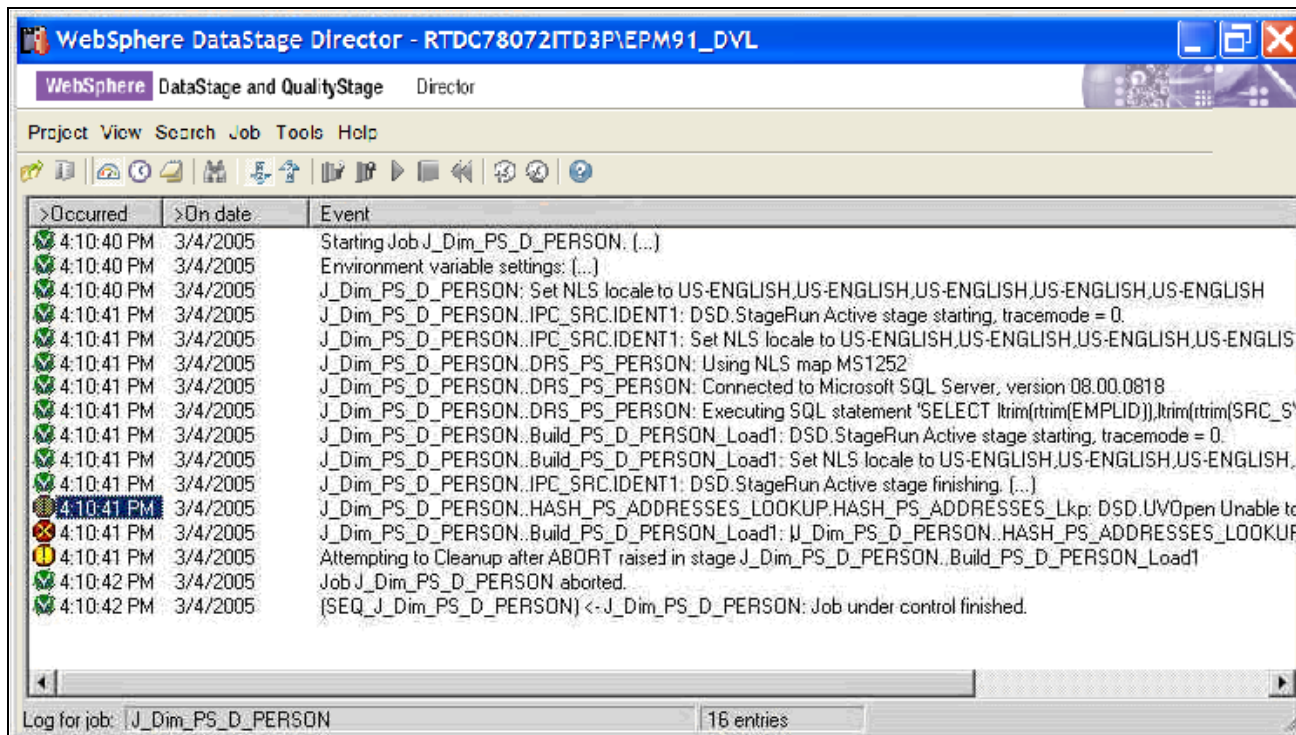 WebSphere DataStage Director - RTDC78072ITD3P\EPM91_DVL
WebSphere DataStage and QualityStage Director
Project View Search Job Tools Help
>Occurred >On date Event
4:10:40 PM 3/4/2005 Starting Job J_Dim_PS_D_PERSON. (...)
4:10:40 PM 3/4/2005 Environment variable settings: (...)
4:10:40 PM 3/4/2005 J_Dim_PS_D_PERSON: Set NLS locale to US-ENGLISH,US-ENGLISH,US-ENGLISH,US-ENGLISH,US-ENGLISH
4:10:41 PM 3/4/2005 J_Dim_PS_D_PERSON..IPC_SRC.IDENT1: DSD.StageRun Active stage starting, tracemode = 0.
4:10:41 PM 3/4/2005 J_Dim_PS_D_PERSON..IPC_SRC.IDENT1: Set NLS locale to US-ENGLISH,US-ENGLISH,US-ENGLISH,US-ENGLIS
4:10:41 PM 3/4/2005 J_Dim_PS_D_PERSON..DRS_PS_PERSON: Using NLS map MS1252
4:10:41 PM 3/4/2005 J_Dim_PS_D_PERSON..DRS_PS_PERSON: Connected to Microsoft SQL Server, version 08.00.0818
4:10:41 PM 3/4/2005 J_Dim_PS_D_PERSON..DRS_PS_PERSON: Executing SQL statement 'SELECT ltrim(rtrim(EMPLID)),ltrim(rtrim(SRC_SY
4:10:41 PM 3/4/2005 J_Dim_PS_D_PERSON..Build_PS_D_PERSON_Load1: DSD.StageRun Active stage starting, tracemode = 0.
4:10:41 PM 3/4/2005 J_Dim_PS_D_PERSON..Build_PS_D_PERSON_Load1: Set NLS locale to US-ENGLISH,US-ENGLISH,US-ENGLISH,
4:10:41 PM 3/4/2005 J_Dim_PS_D_PERSON..IPC_SRC.IDENT1: DSD.StageRun Active stage finishing. (...)
4:10:41 PM 3/4/2005 J_Dim_PS_D_PERSON..HASH_PS_ADDRESSES_LOOKUP.HASH_PS_ADDRESSES_Lkp: DSD.UVOpen Unable to
4:10:41 PM 3/4/2005 J_Dim_PS_D_PERSON..Build_PS_D_PERSON_Load1: |J_Dim_PS_D_PERSON..HASH_PS_ADDRESSES_LOOKUP
4:10:41 PM 3/4/2005 Attempting to Cleanup after ABORT raised in stage J_Dim_PS_D_PERSON..Build_PS_D_PERSON_Load1
4:10:42 PM 3/4/2005 Job J_Dim_PS_D_PERSON aborted.
4:10:42 PM 3/4/2005 (SEQ_J_Dim_PS_D_PERSON) <- J_Dim_PS_D_PERSON: Job under control finished.
Log for job: J_Dim_PS_D_PERSON 16 entries